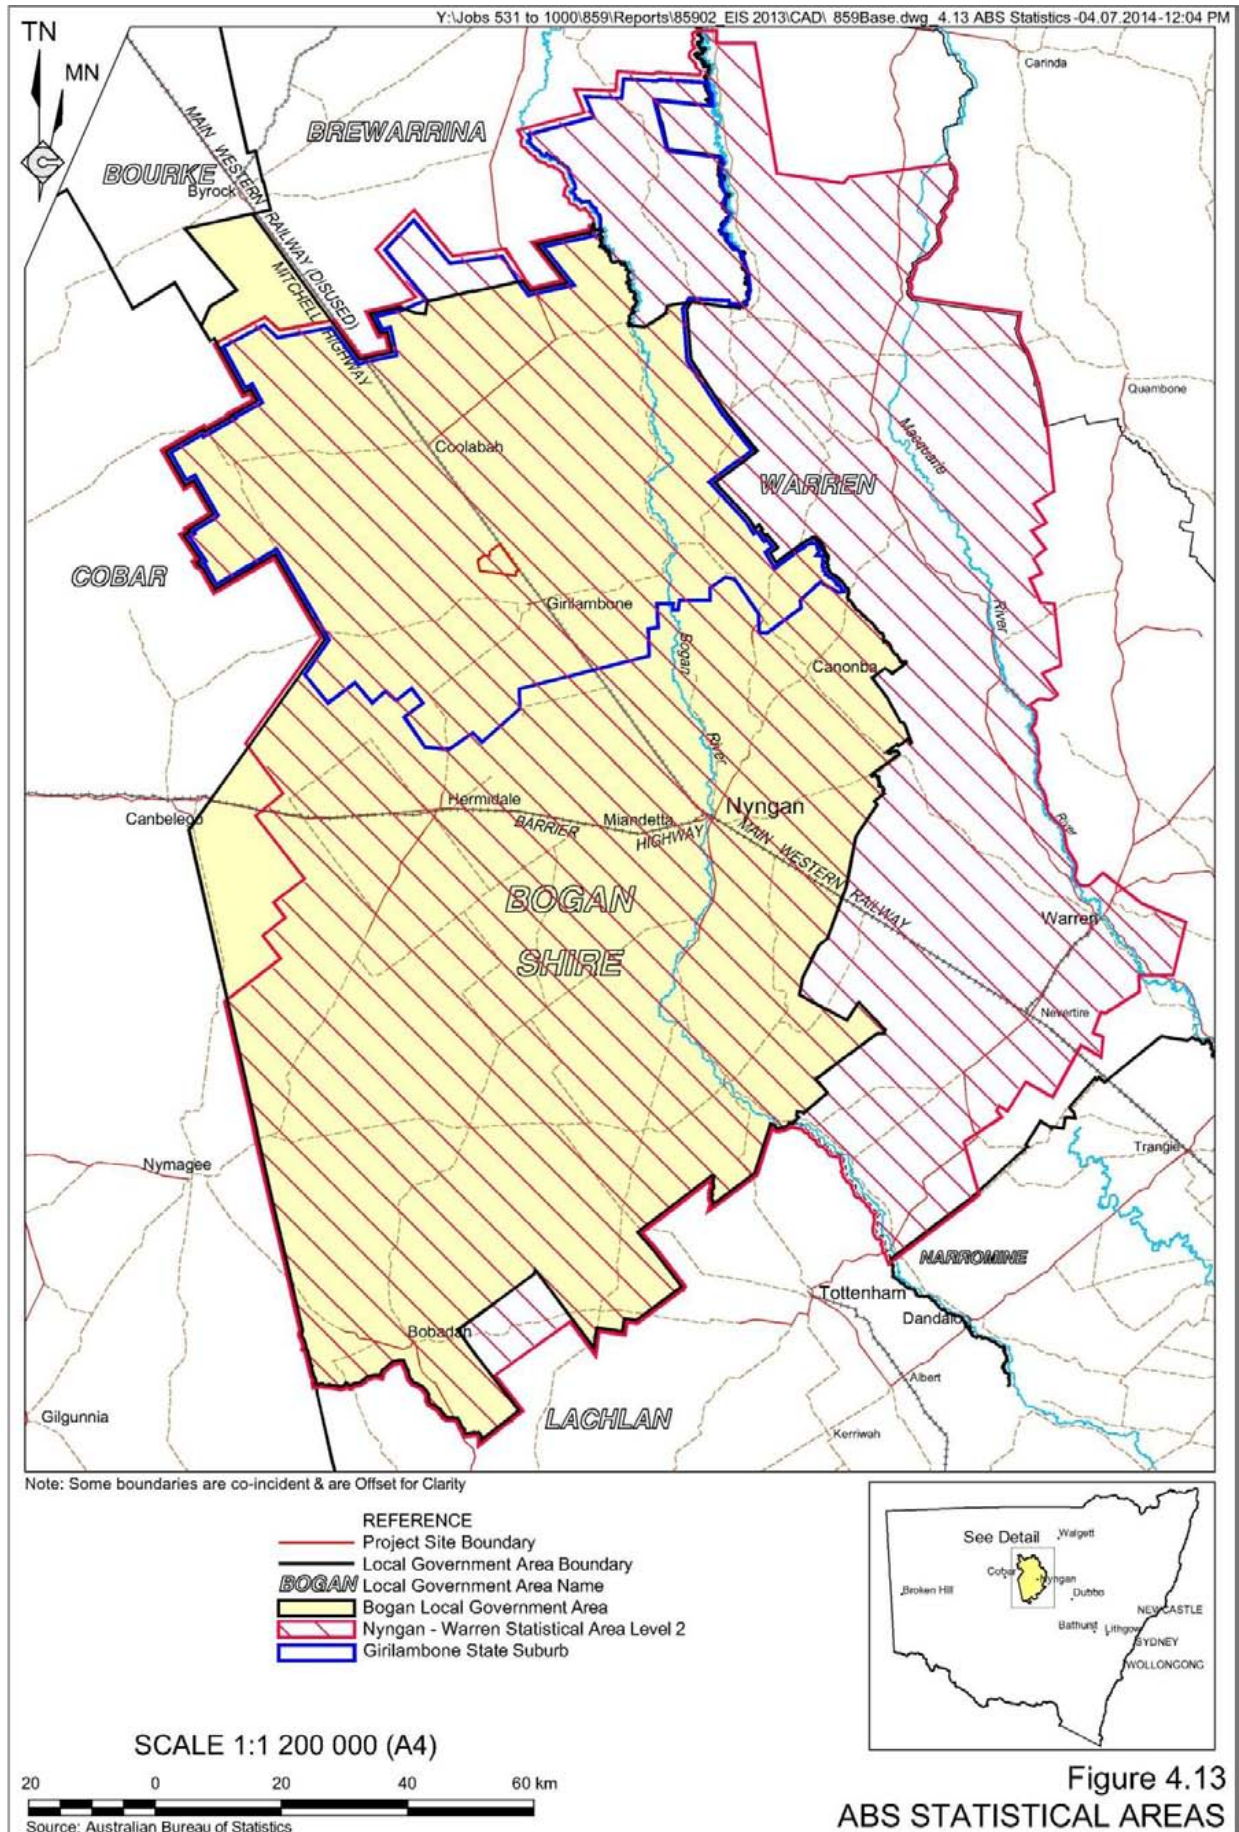 Y:\Jobs 531 to 1000\859\Reports\85902_EIS 2013\CAD\ 859Base.dwg_4.13 ABS Statistics -04.07.2014-12:04 PM
TN
MN
Carinda
BREWARRINA
BOURKE
Byrock
MAIN WESTERN RAILWAY (DISUSED)
MITCHELL HIGHWAY
Quambone
Coolabah
Macquarie
River
WARREN
COBAR
Girilambone
Bogan
River
Canonba
Hermidale
Canbelego
Miandetta
Nyngan
BARRIER
HIGHWAY
MAIN WESTERN RAILWAY
River
BOGAN
SHIRE
Warren
Nevertire
Trangie
Nymagee
NARROMINE
Tottenham
Dandaloo
Bobadah
Albert
LACHLAN
Gilgunnia
Kerriwah
Note: Some boundaries are co-incident & are Offset for Clarity
REFERENCE
Project Site Boundary
Local Government Area Boundary
BOGAN Local Government Area Name
Bogan Local Government Area
Nyngan - Warren Statistical Area Level 2
Girilambone State Suburb
See Detail
Walgett
Cobar
Nyngan
Broken Hill
Dubbo
NEWCASTLE
Bathurst
Lithgow
SYDNEY
WOLLONGONG
SCALE 1:1 200 000 (A4)
20 0 20 40 60 km
Source: Australian Bureau of Statistics
Figure 4.13
ABS STATISTICAL AREAS